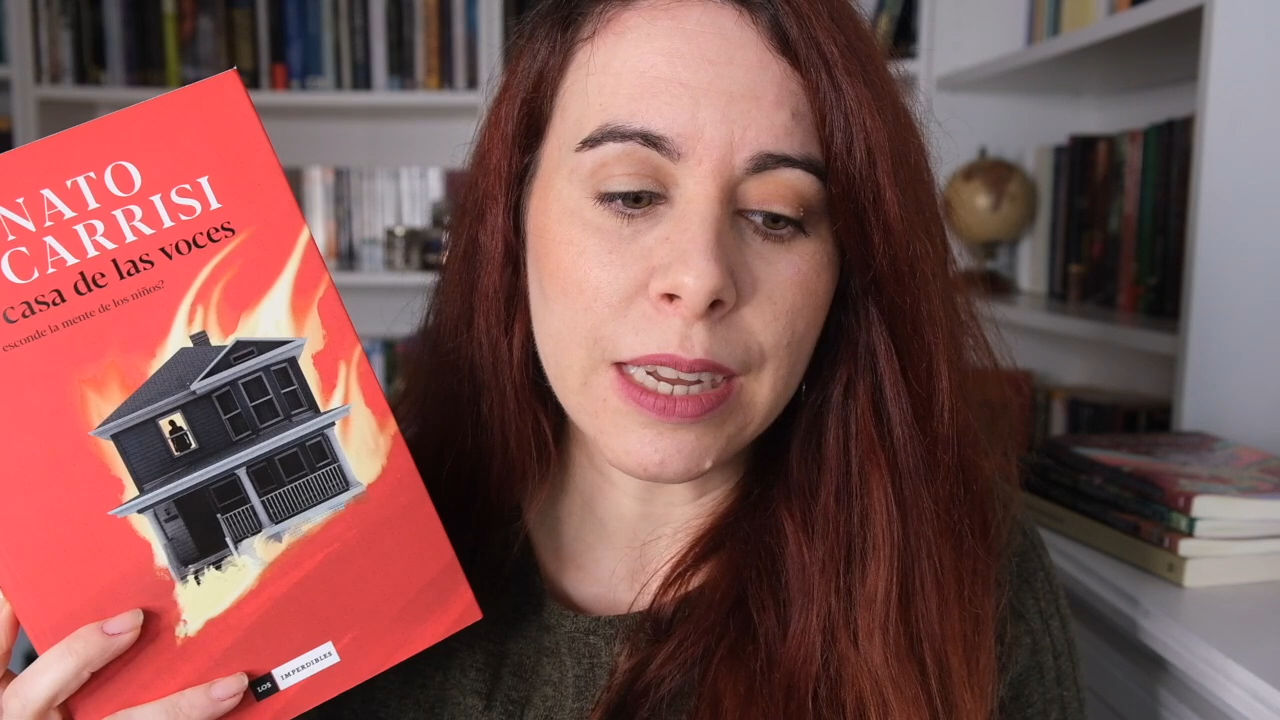 NATO
CARRISI
casa de las voces
esconde la mente de los niños?
LOS IMPERDIBLES